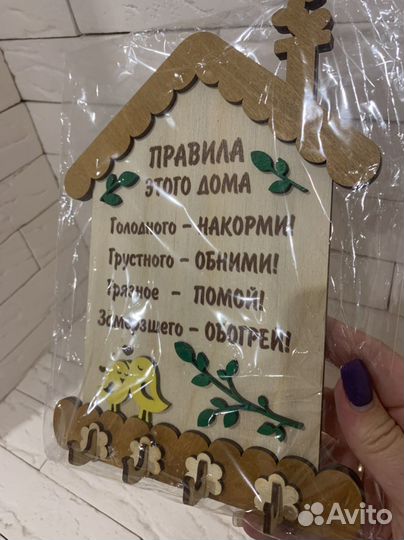 ПРАВИЛА
ЭТОГО ДОМА
Голодного - НАКОРМИ!
Грустного - ОБНИМИ!
Грязное - ПОМОЙ!
Замерзшего - ОБОГРЕЙ!
Avito